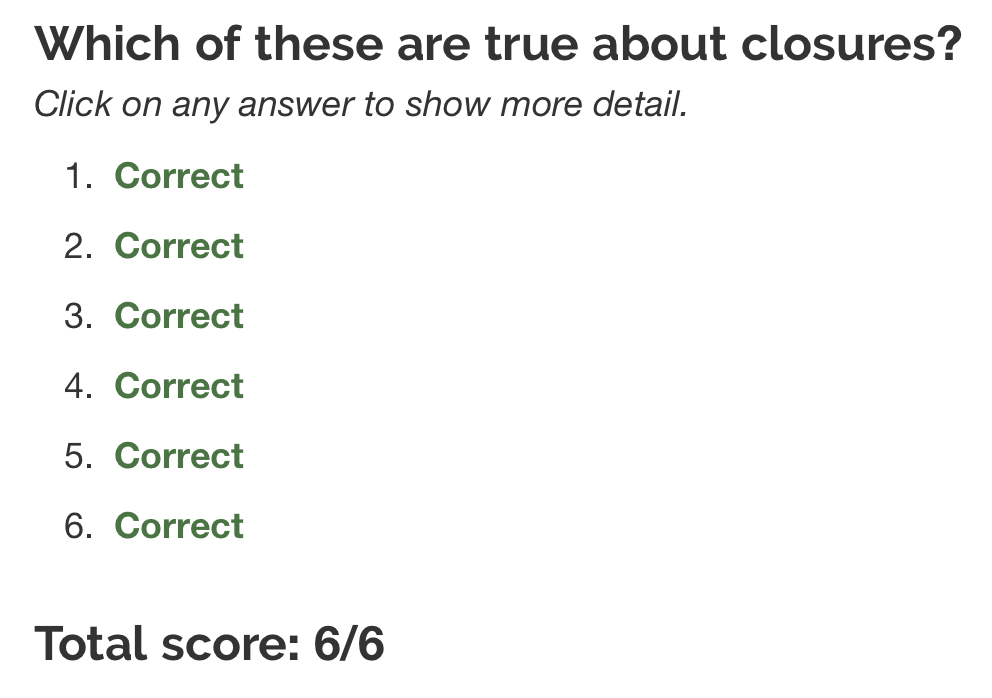 Which of these are true about closures?
Click on any answer to show more detail.
1. Correct
2. Correct
3. Correct
4. Correct
5. Correct
6. Correct
Total score: 6/6